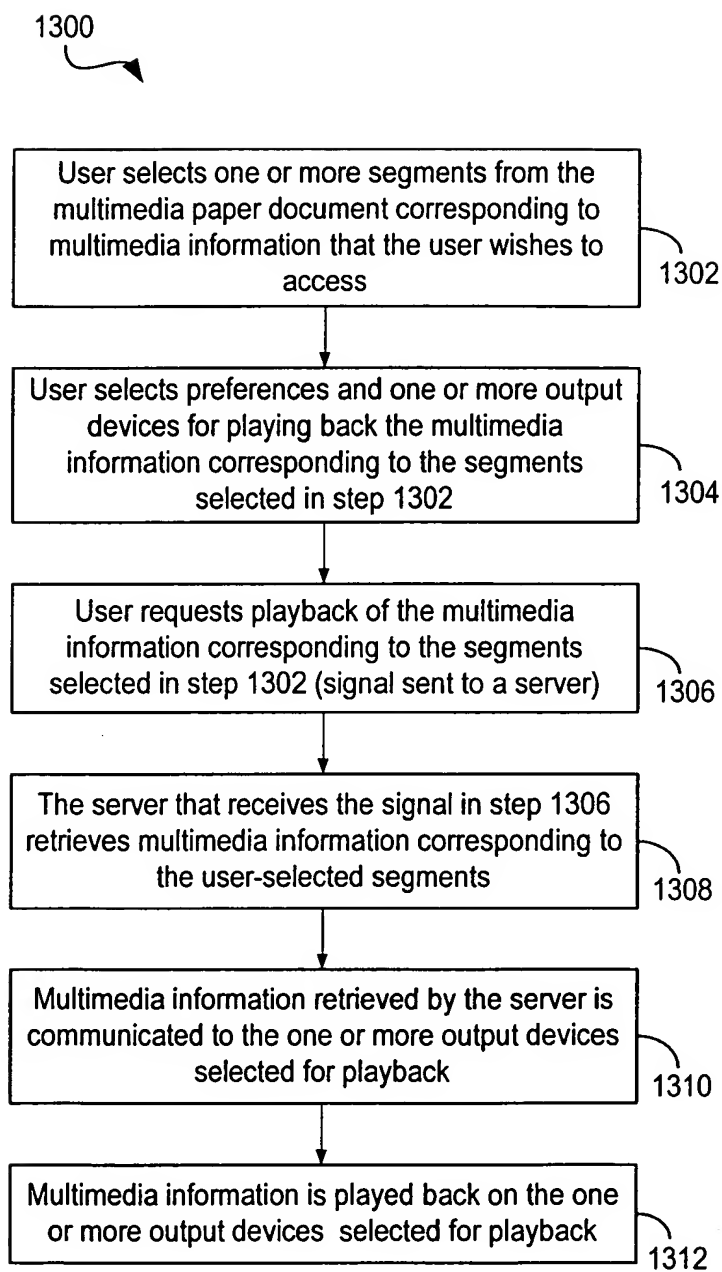 1300
User selects one or more segments from the
multimedia paper document corresponding to
multimedia information that the user wishes to
access
1302
User selects preferences and one or more output
devices for playing back the multimedia
information corresponding to the segments
selected in step 1302
1304
User requests playback of the multimedia
information corresponding to the segments
selected in step 1302 (signal sent to a server)
1306
The server that receives the signal in step 1306
retrieves multimedia information corresponding to
the user-selected segments
1308
Multimedia information retrieved by the server is
communicated to the one or more output devices
selected for playback
1310
Multimedia information is played back on the one
or more output devices selected for playback
1312